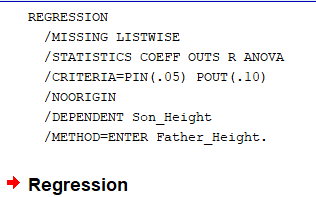 REGRESSION
/MISSING LISTWISE
/STATISTICS COEFF OUTS R ANOVA
/CRITERIA=PIN(.05) POUT(.10)
/NOORIGIN
/DEPENDENT Son_Height
/METHOD=ENTER Father_Height.
Regression